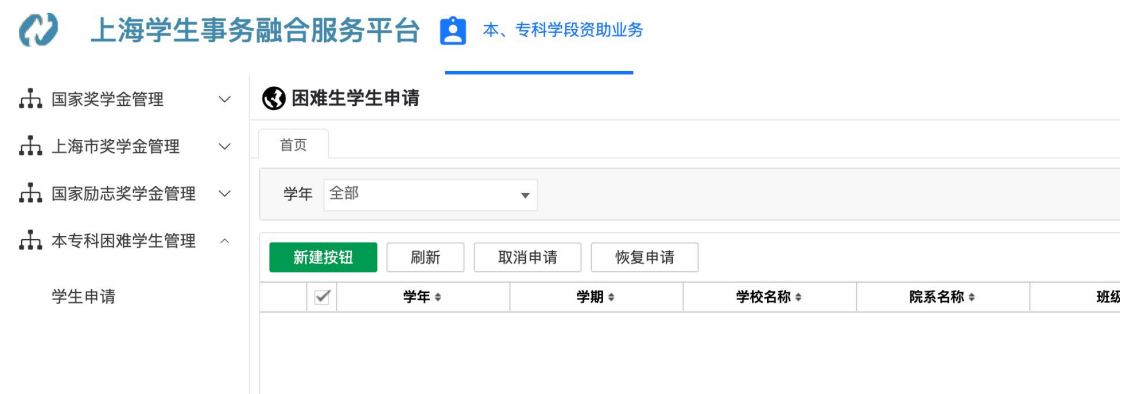 上海学生事务融合服务平台 本、专科学段资助业务
国家奖学金管理
上海市奖学金管理
国家励志奖学金管理
本专科困难学生管理
学生申请
困难生学生申请
首页
学年 全部
新建按钮 刷新 取消申请 恢复申请
学年 学期 学校名称 院系名称 班级